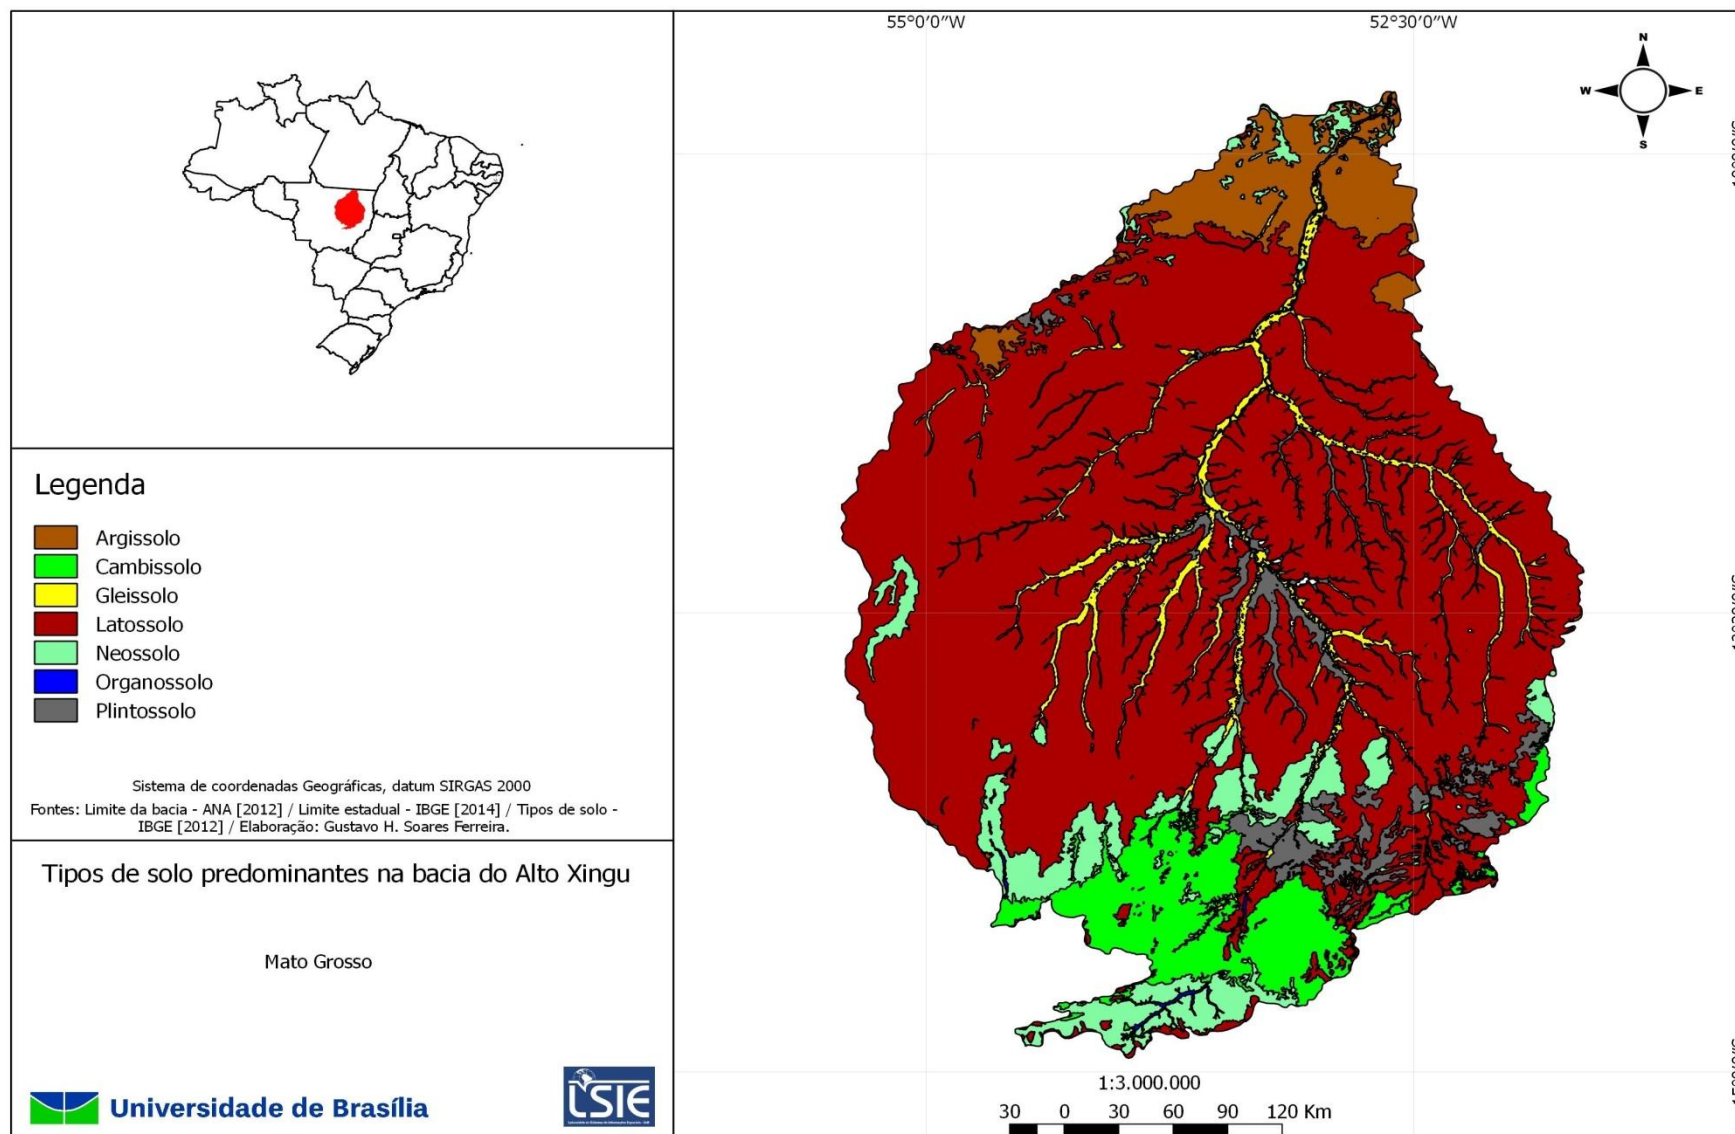 55°0′0″W
52°30′0″W
N
W
E
S
Legenda
Argissolo
Cambissolo
Gleissolo
Latossolo
Neossolo
Organossolo
Plintossolo
Sistema de coordenadas Geográficas, datum SIRGAS 2000
Fontes: Limite da bacia - ANA [2012] / Limite estadual - IBGE [2014] / Tipos de solo -
IBGE [2012] / Elaboração: Gustavo H. Soares Ferreira.
Tipos de solo predominantes na bacia do Alto Xingu
Mato Grosso
Universidade de Brasília
LSIE
1:3.000.000
30 0 30 60 90 120 Km